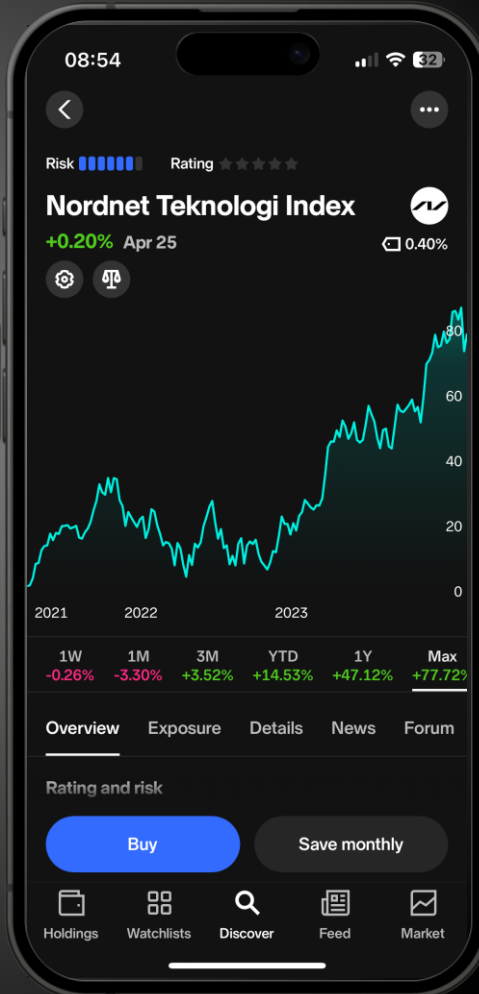 08:54
32
Risk Rating
Nordnet Teknologi Index
+0.20% Apr 25
0.40%
80
60
40
20
0
2021 2022 2023
1W 1M 3M YTD 1Y Max
-0.26% -3.30% +3.52% +14.53% +47.12% +77.72%
Overview Exposure Details News Forum
Rating and risk
Buy Save monthly
Holdings Watchlists Discover Feed Market